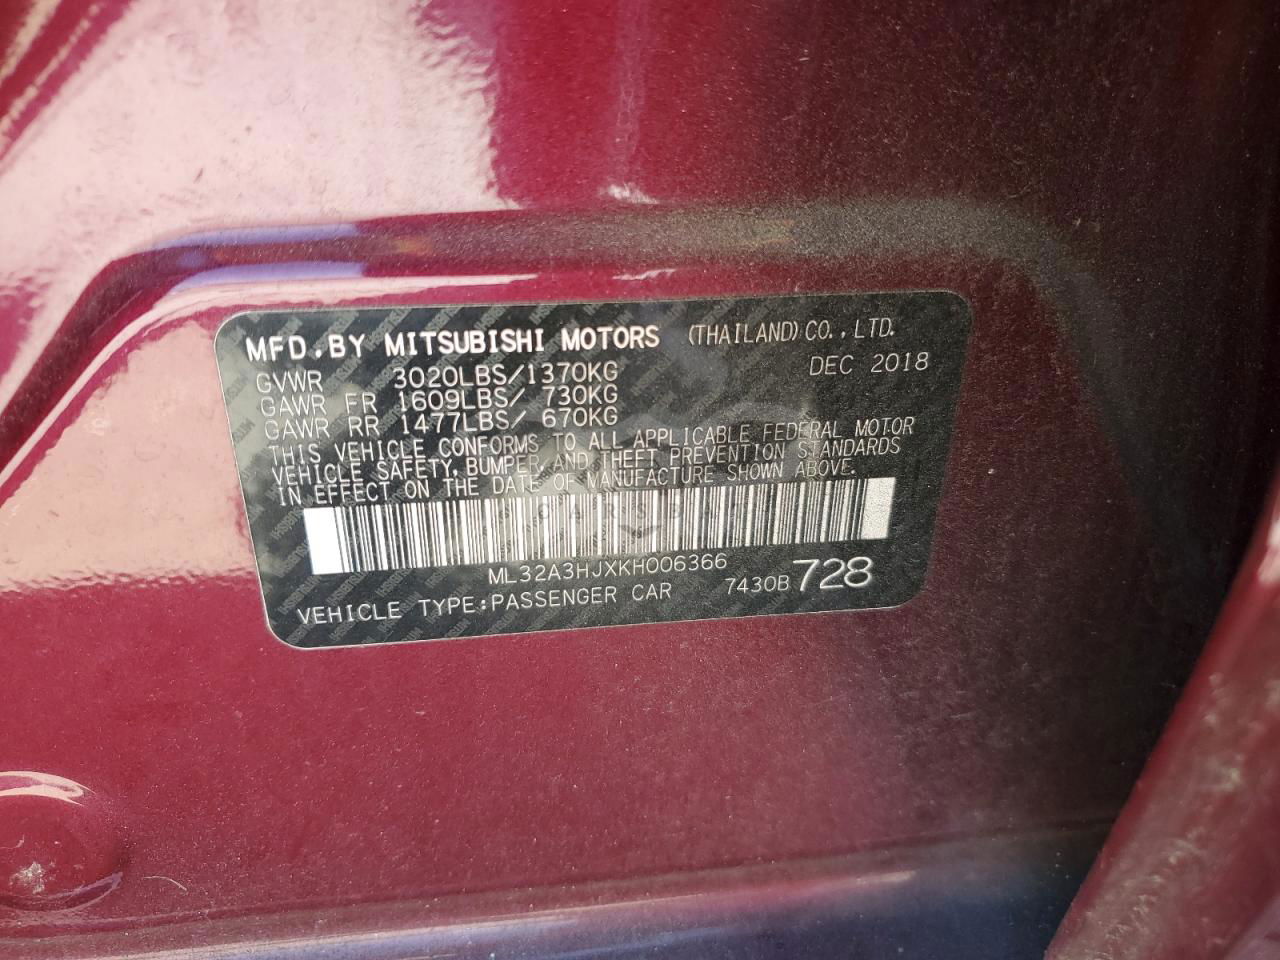 MFD.BY MITSUBISHI MOTORS (THAILAND) CO.,LTD.
DEC 2018
GVWR 3020LBS/1370KG
GAWR FR 1609LBS/ 730KG
GAWR RR 1477LBS/ 670KG
THIS VEHICLE CONFORMS TO ALL APPLICABLE FEDERAL MOTOR
VEHICLE SAFETY, BUMPER, AND THEFT PREVENTION STANDARDS
IN EFFECT ON THE DATE OF MANUFACTURE SHOWN ABOVE.
ML32A3HJXKH006366
VEHICLE TYPE:PASSENGER CAR 7430B 728